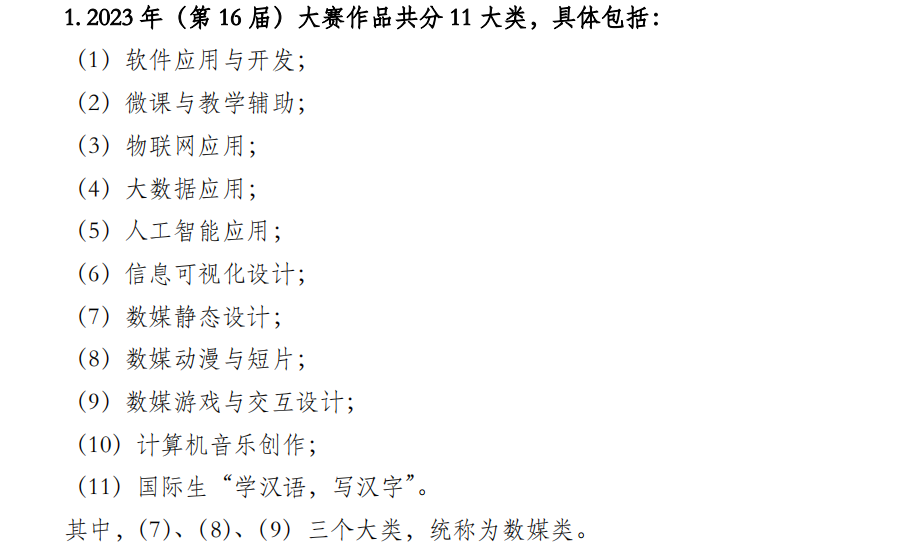 1. 2023 年（第 16 届）大赛作品共分 11 大类，具体包括：
（1）软件应用与开发；
（2）微课与教学辅助；
（3）物联网应用；
（4）大数据应用；
（5）人工智能应用；
（6）信息可视化设计；
（7）数媒静态设计；
（8）数媒动漫与短片；
（9）数媒游戏与交互设计；
（10）计算机音乐创作；
（11）国际生“学汉语，写汉字”。
其中，（7）、（8）、（9）三个大类，统称为数媒类。